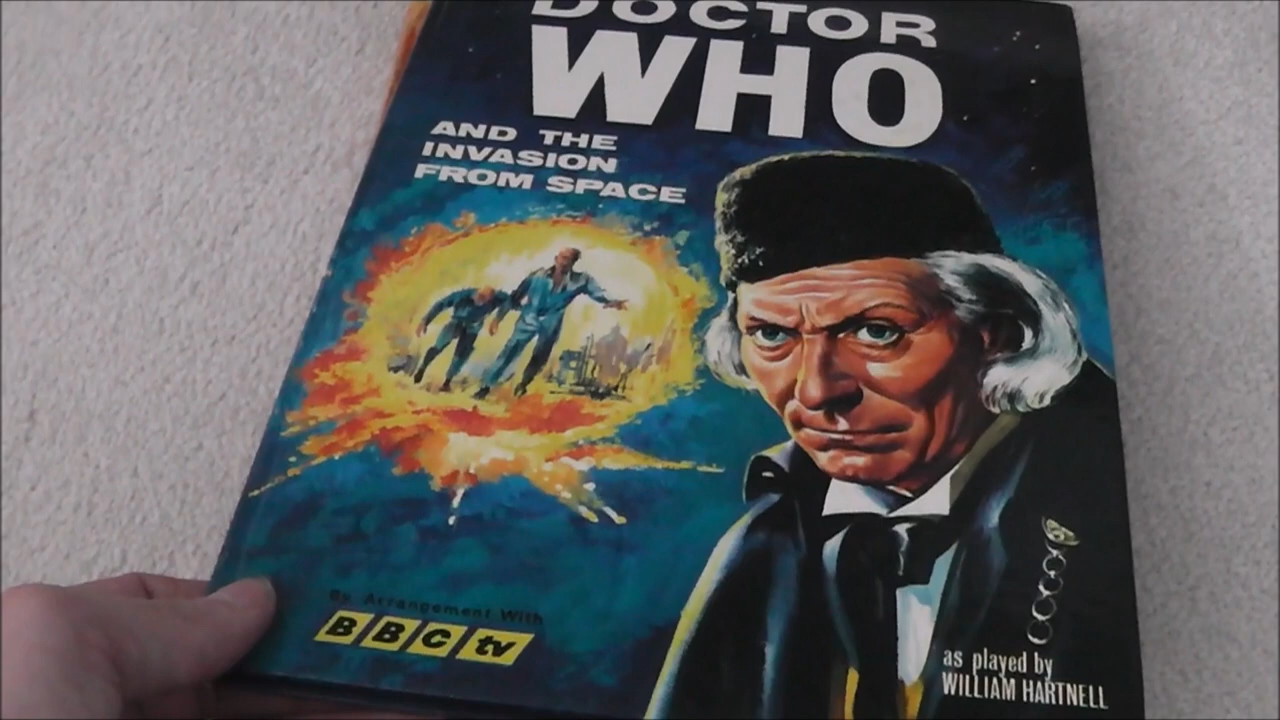 DOCTOR
WHO
AND THE
INVASION
FROM SPACE
By Arrangement With
BBC tv
as played by
WILLIAM HARTNELL